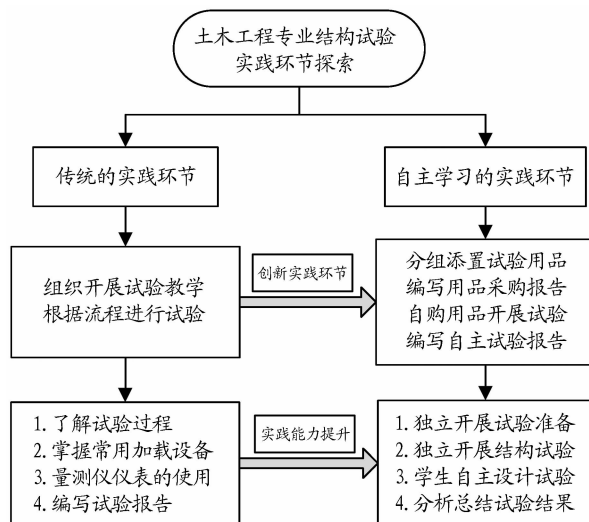 土木工程专业结构试验
实践环节探索
传统的实践环节
自主学习的实践环节
组织开展试验教学
根据流程进行试验
创新实践环节
分组添置试验用品
编写用品采购报告
自购用品开展试验
编写自主试验报告
1. 了解试验过程
2. 掌握常用加载设备
3. 量测仪仪表的使用
4. 编写试验报告
实践能力提升
1. 独立开展试验准备
2. 独立开展结构试验
3. 学生自主设计试验
4. 分析总结试验结果